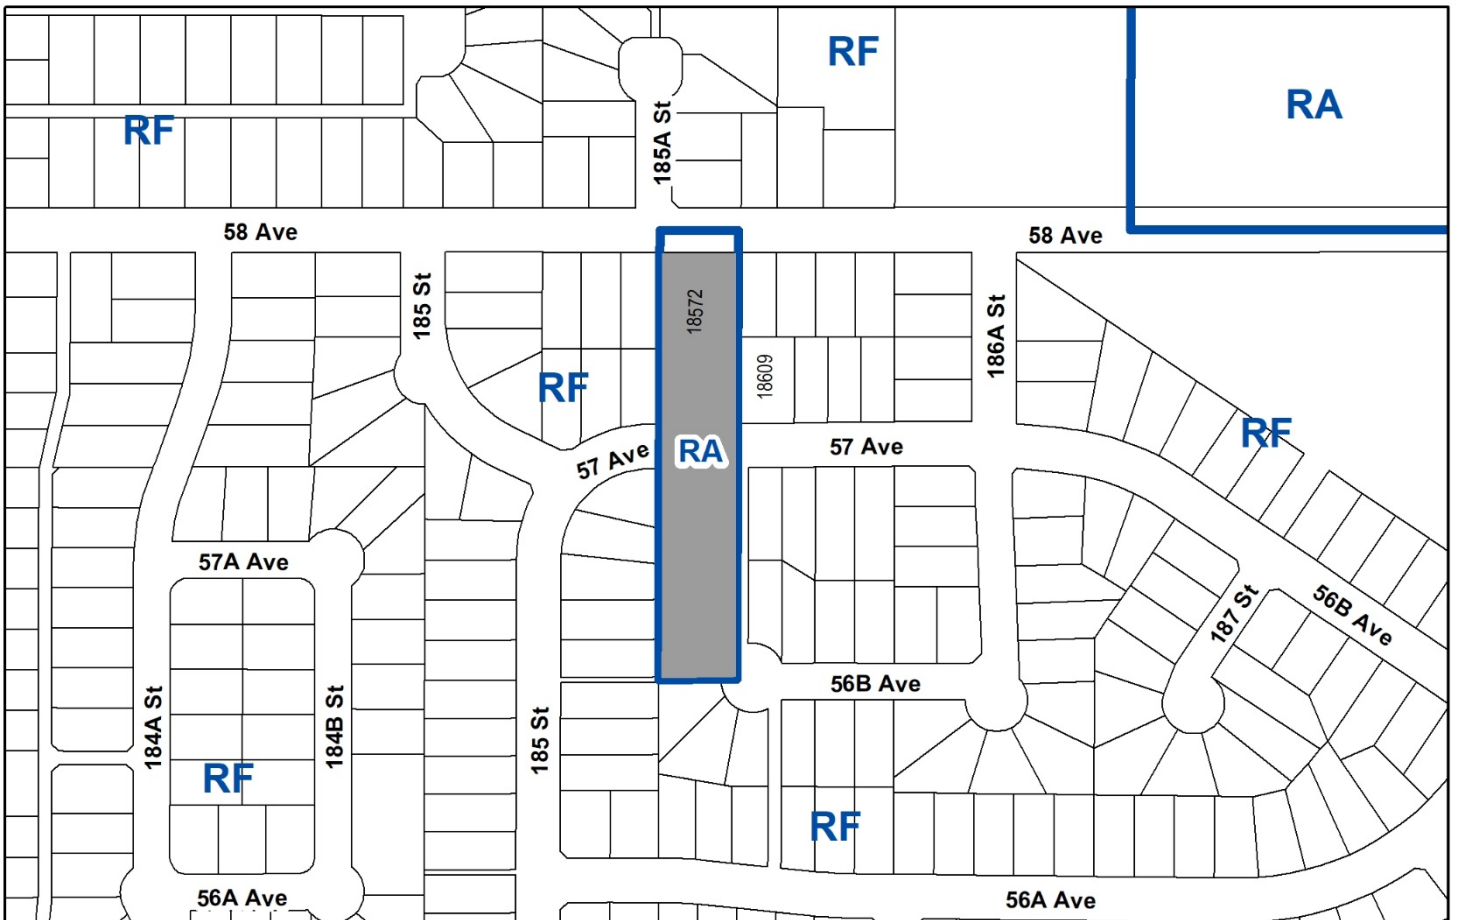 RF
RA
RF
185A St
58 Ave
58 Ave
185 St
18572
186A St
18609
RF
RF
57 Ave
RA
57 Ave
57A Ave
187 St
56B Ave
56B Ave
184A St
184B St
185 St
RF
RF
56A Ave
56A Ave